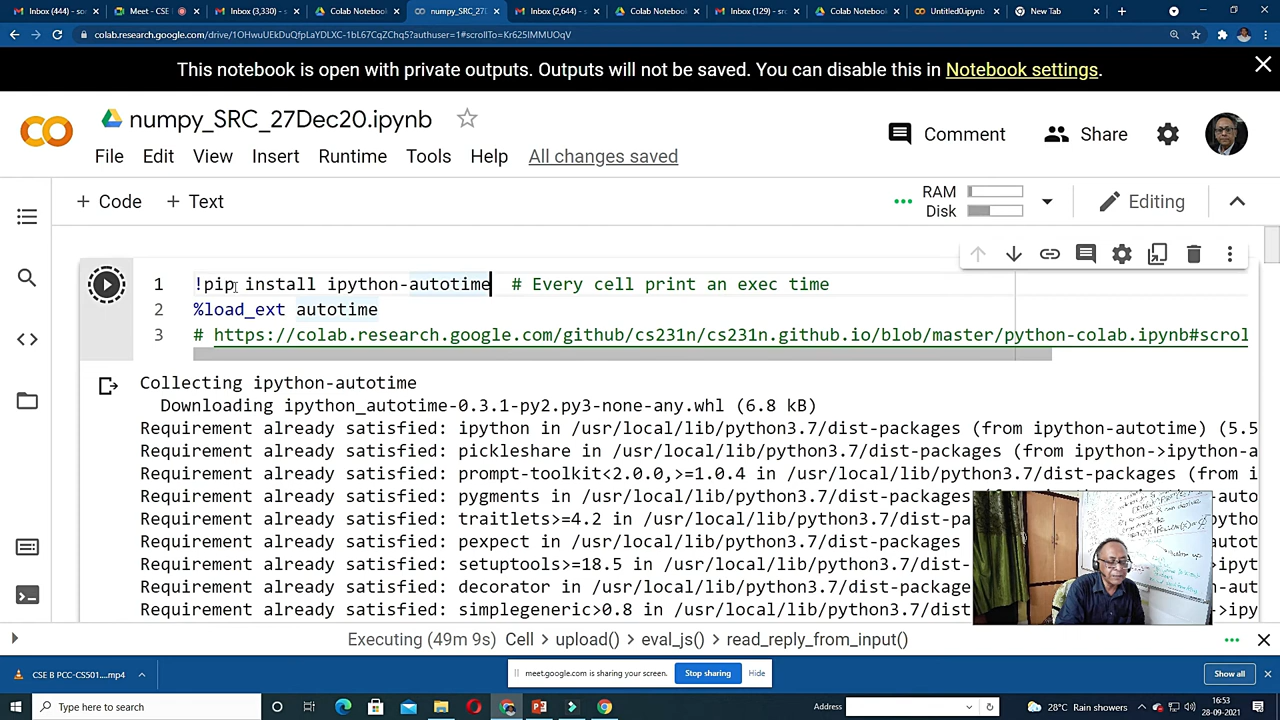 Inbox (444) - so
Meet - CSE
Inbox (3,330) - s
Colab Notebook
numpy_SRC_27D
Inbox (2,644) - 
Colab Notebook
Inbox (129) - src
Colab Notebook
Untitled0.ipynb
New Tab
colab.research.google.com/drive/1OHwuUEkDuQfpLaYDLXC-1bL67CqZChq5?authuser=1#scrollTo=Kr625IMMUOqV
This notebook is open with private outputs. Outputs will not be saved. You can disable this in Notebook settings.
numpy_SRC_27Dec20.ipynb
Comment Share
File Edit View Insert Runtime Tools Help All changes saved
+ Code + Text
RAM
Disk
Editing
1 !pip install ipython-autotime # Every cell print an exec time
2 %load_ext autotime
3 # https://colab.research.google.com/github/cs231n/cs231n.github.io/blob/master/python-colab.ipynb#scrol
Collecting ipython-autotime
Downloading ipython_autotime-0.3.1-py2.py3-none-any.whl (6.8 kB)
Requirement already satisfied: ipython in /usr/local/lib/python3.7/dist-packages (from ipython-autotime) (5.5
Requirement already satisfied: pickleshare in /usr/local/lib/python3.7/dist-packages (from ipython->ipython-a
Requirement already satisfied: prompt-toolkit<2.0.0,>=1.0.4 in /usr/local/lib/python3.7/dist-packages (from i
Requirement already satisfied: pygments in /usr/local/lib/python3.7/dist-packages
Requirement already satisfied: traitlets>=4.2 in /usr/local/lib/python3.7/dist-pa
Requirement already satisfied: pexpect in /usr/local/lib/python3.7/dist-packages
Requirement already satisfied: setuptools>=18.5 in /usr/local/lib/python3.7/dist-
Requirement already satisfied: decorator in /usr/local/lib/python3.7/dist-package
Requirement already satisfied: simplegeneric>0.8 in /usr/local/lib/python3.7/dist
Executing (49m 9s) Cell > upload() > eval_js() > read_reply_from_input()
CSE B PCC-CS501....mp4
meet.google.com is sharing your screen. Stop sharing Hide
Show all
Type here to search
Address
28°C Rain showers
16:53
28-09-2021